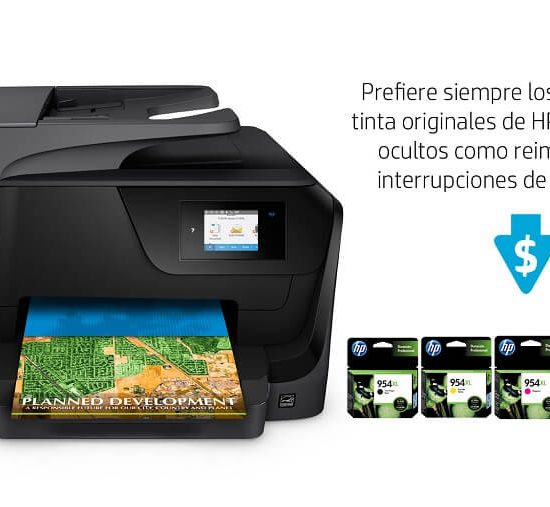 Prefiere siempre los
tinta originales de HP
ocultos como reim
interrupciones de
$
?
PLANNED DEVELOPMENT
A RESPONSIBLE FUTURE FOR OUR CITY, COUNTRY AND PLANET
hp
954XL
hp
954XL
hp
954XL